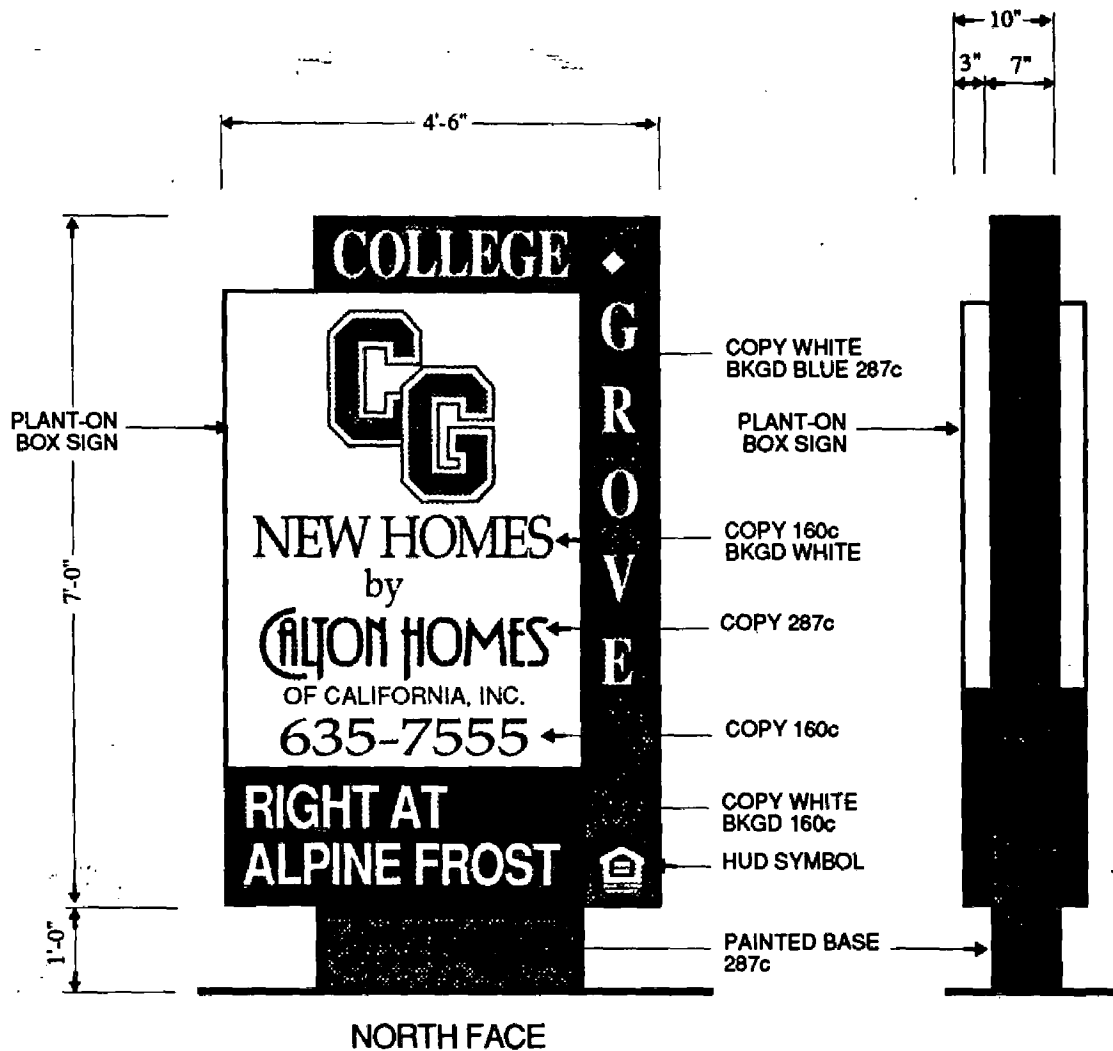 10"
3" 7"
4'-6"
COLLEGE
GROVE
CG
NEW HOMES
by
CALTON HOMES
OF CALIFORNIA, INC.
635-7555
RIGHT AT
ALPINE FROST
PLANT-ON
BOX SIGN
7'-0"
1'-0"
COPY WHITE
BKGD BLUE 287c
PLANT-ON
BOX SIGN
COPY 160c
BKGD WHITE
COPY 287c
COPY 160c
COPY WHITE
BKGD 160c
HUD SYMBOL
PAINTED BASE
287c
NORTH FACE